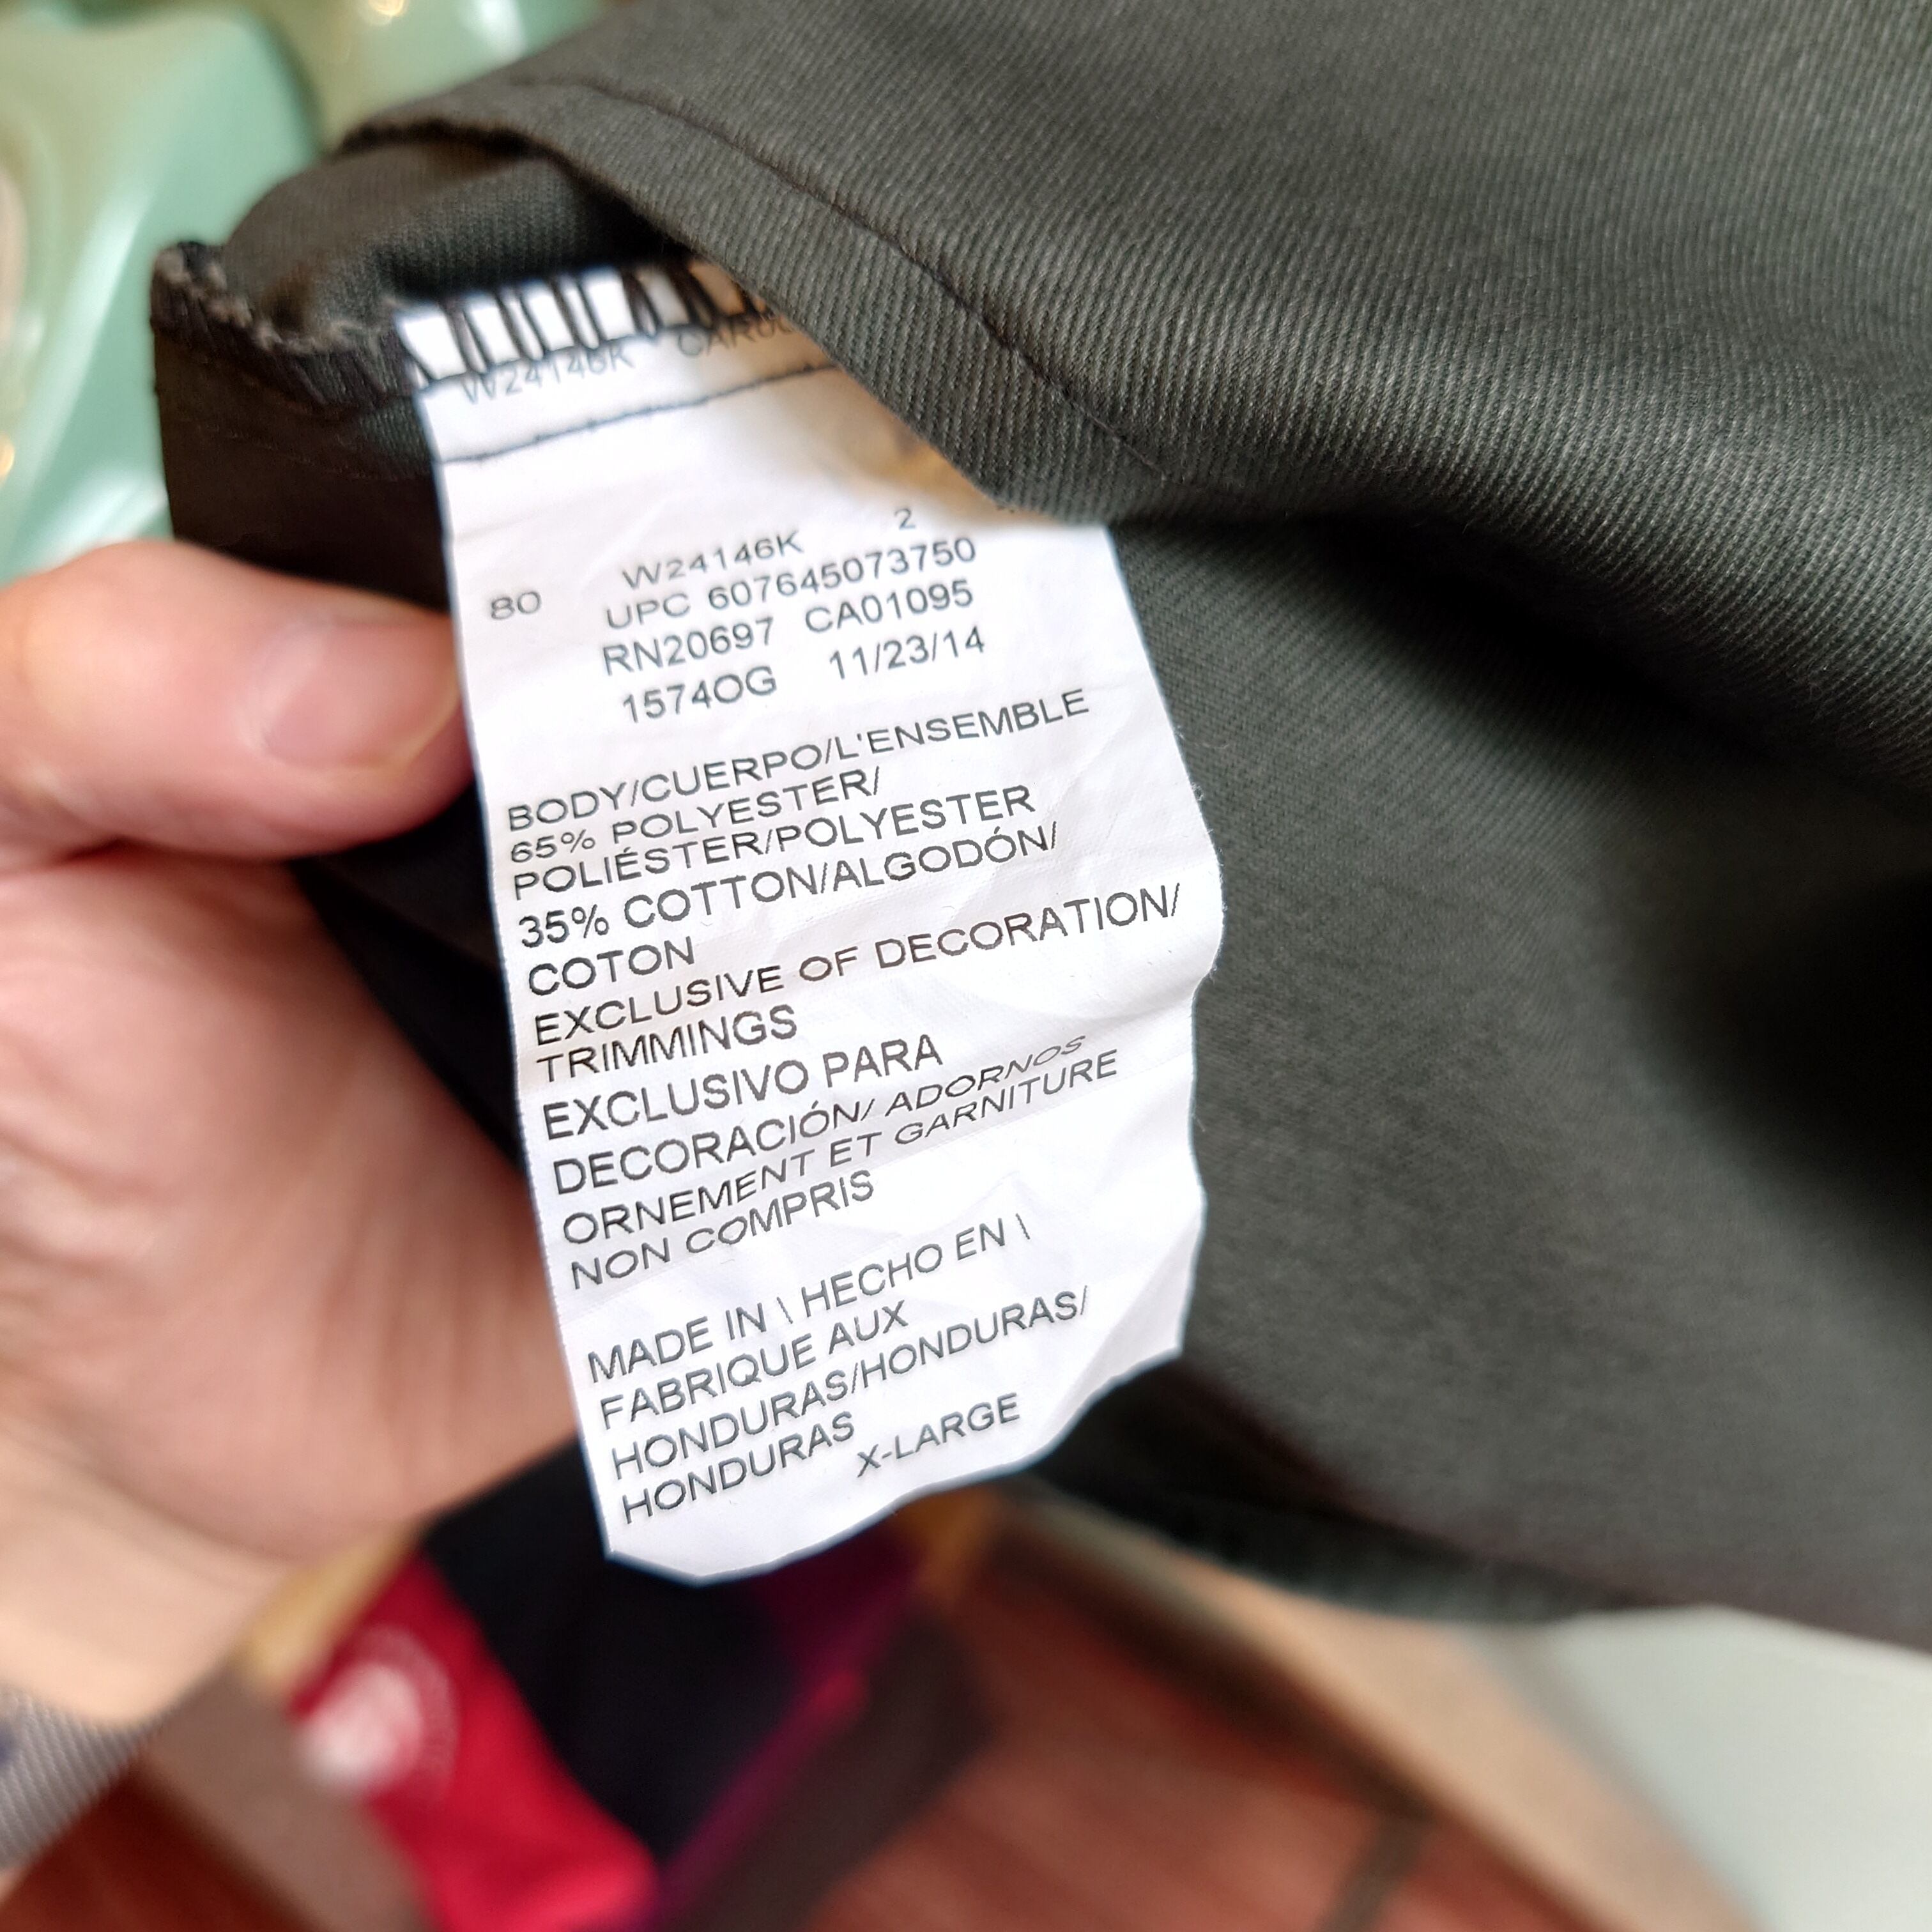 W24146K
2
80 W24146K
UPC 607645073750
RN20697 CA01095
1574OG 11/23/14
BODY/CUERPO/L'ENSEMBLE
65% POLYESTER/
POLIÉSTER/POLYESTER
35% COTTON/ALGODÓN/
COTON
EXCLUSIVE OF DECORATION/
TRIMMINGS
EXCLUSIVO PARA
DECORACIÓN/ ADORNOS
ORNEMENT ET GARNITURE
NON COMPRIS
MADE IN \ HECHO EN \
FABRIQUE AUX
HONDURAS/HONDURAS/
HONDURAS
X-LARGE